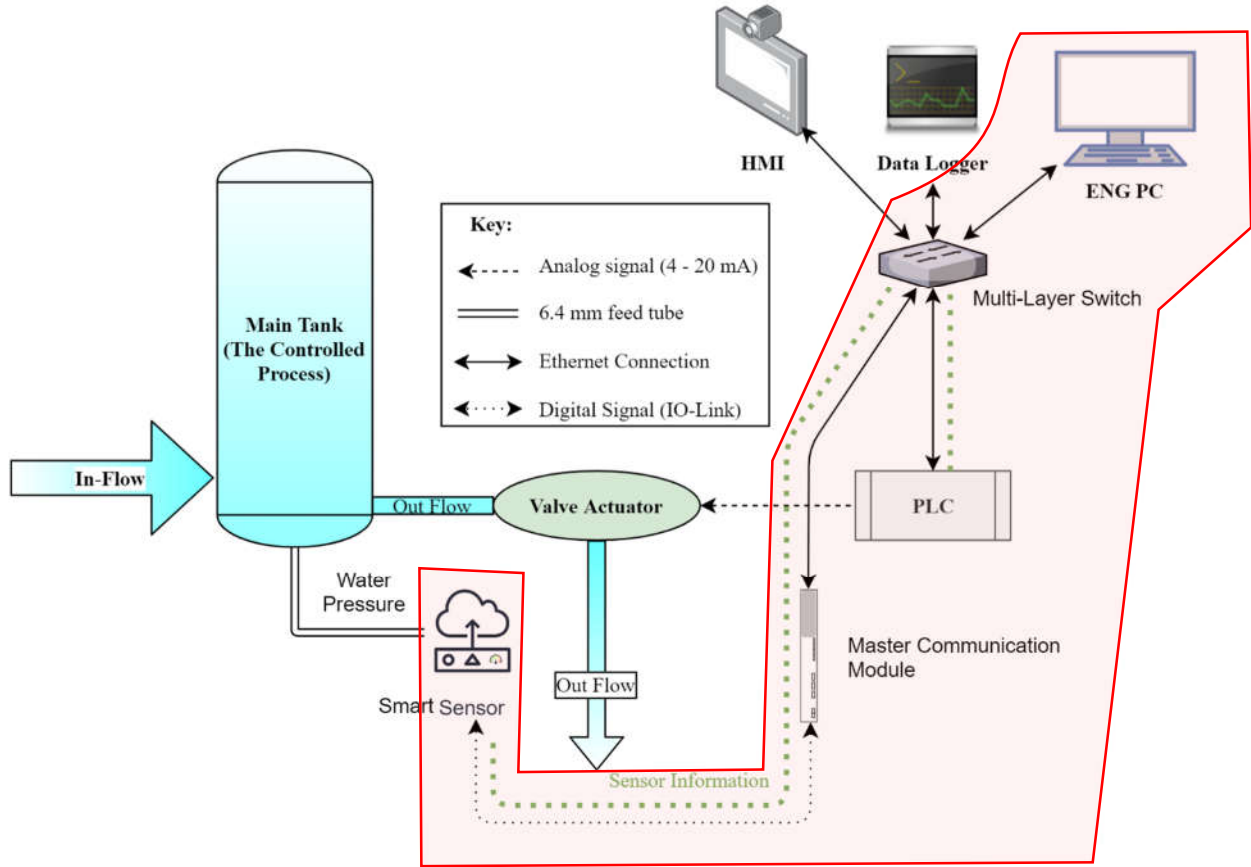 HMI
Data Logger
ENG PC
Key:
Analog signal (4 - 20 mA)
6.4 mm feed tube
Ethernet Connection
Digital Signal (IO-Link)
Multi-Layer Switch
Main Tank
(The Controlled
Process)
In-Flow
Out Flow
Valve Actuator
PLC
Water
Pressure
Smart Sensor
Out Flow
Master Communication
Module
Sensor Information